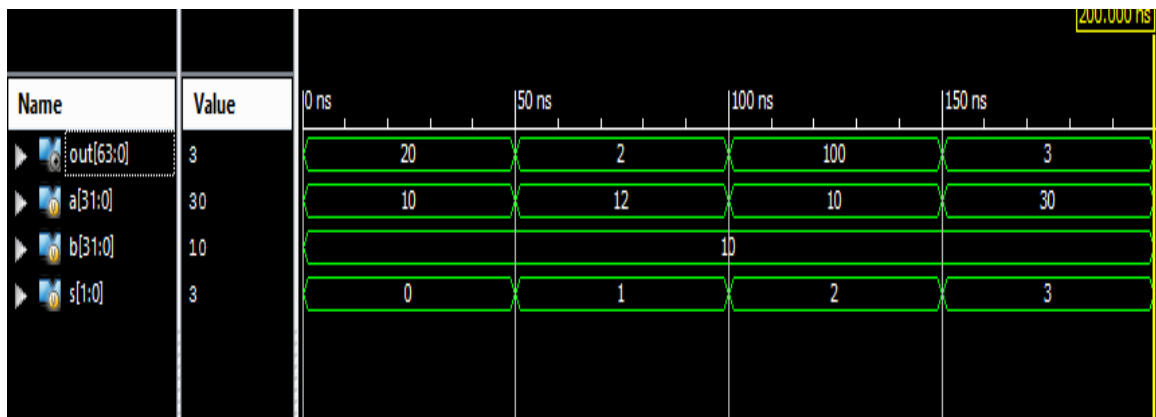 200.000 ns
Name Value 0 ns 50 ns 100 ns 150 ns
out[63:0] 3 20 2 100 3
a[31:0] 30 10 12 10 30
b[31:0] 10 10
s[1:0] 3 0 1 2 3